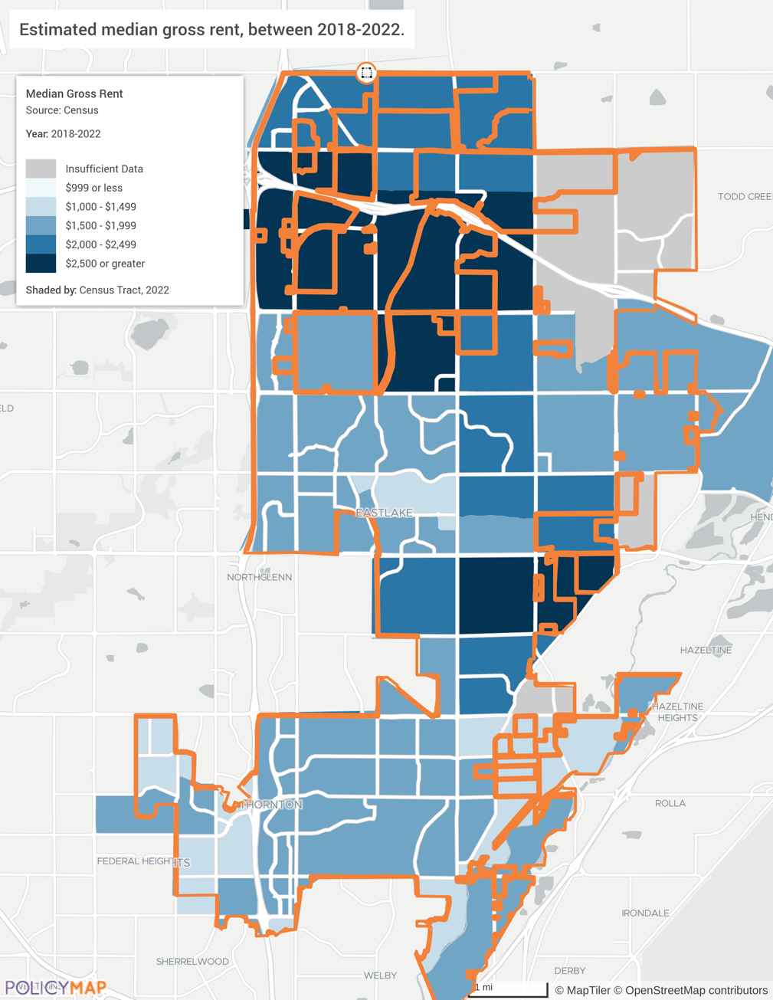 Estimated median gross rent, between 2018-2022.
Median Gross Rent
Source: Census
Year: 2018-2022
Insufficient Data
$999 or less
$1,000 - $1,499
$1,500 - $1,999
$2,000 - $2,499
$2,500 or greater
Shaded by: Census Tract, 2022
TODD CREE
ELD
EASTLAKE
HEND
NORTHGLENN
HAZELTINE
HAZELTINE
HEIGHTS
THORNTON
ROLLA
FEDERAL HEIGHTS
IRONDALE
SHERRELWOOD
WELBY
DERBY
POLICYMAP
1 mi
© MapTiler © OpenStreetMap contributors